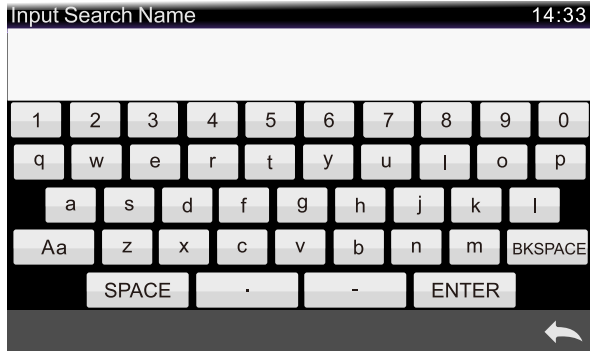 Input Search Name 14:33
1 2 3 4 5 6 7 8 9 0
q w e r t y u l o p
a s d f g h j k l
Aa z x c v b n m BKSPACE
SPACE . - ENTER